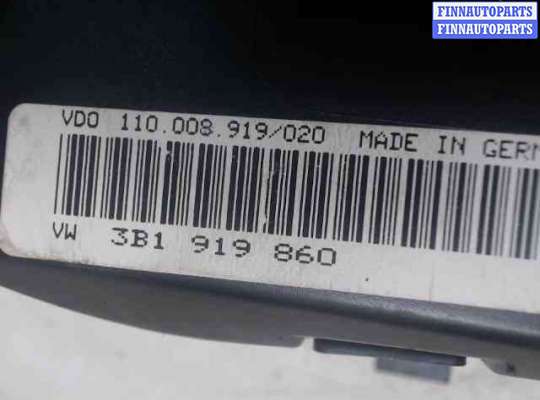 FINNAUTOPARTS
FINNAUTOPARTS
VDO 110.008.919/020 MADE IN GERM
VW 3B1 919 860